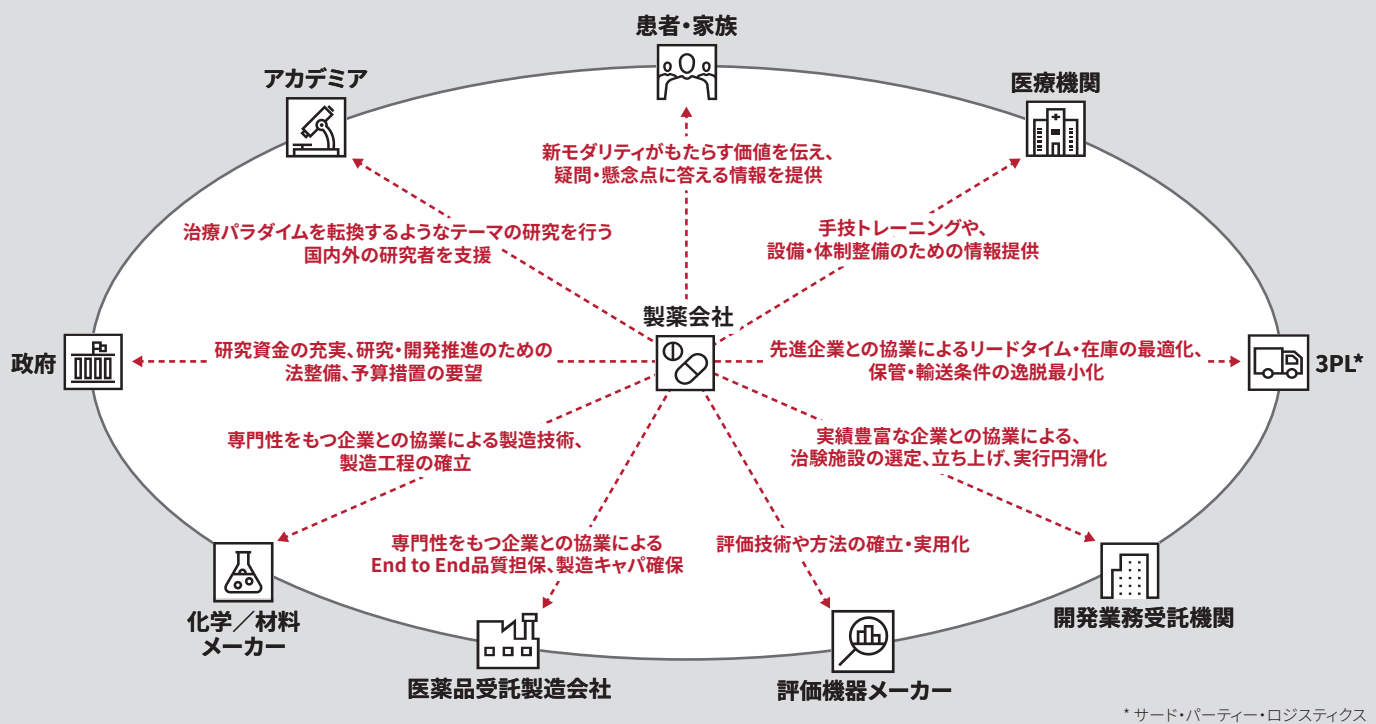 患者・家族
アカデミア
医療機関
新モダリティがもたらす価値を伝え、
疑問・懸念点に答える情報を提供
治療パラダイムを転換するようなテーマの研究を行う
国内外の研究者を支援
手技トレーニングや、
設備・体制整備のための情報提供
製薬会社
政府
研究資金の充実、研究・開発推進のための
法整備、予算措置の要望
先進企業との協業によるリードタイム・在庫の最適化、
保管・輸送条件の逸脱最小化
3PL*
専門性をもつ企業との協業による製造技術、
製造工程の確立
実績豊富な企業との協業による、
治験施設の選定、立ち上げ、実行円滑化
専門性をもつ企業との協業による
End to End品質担保、製造キャパ確保
評価技術や方法の確立・実用化
化学／材料
メーカー
開発業務受託機関
医薬品受託製造会社
評価機器メーカー
* サード・パーティー・ロジスティクス